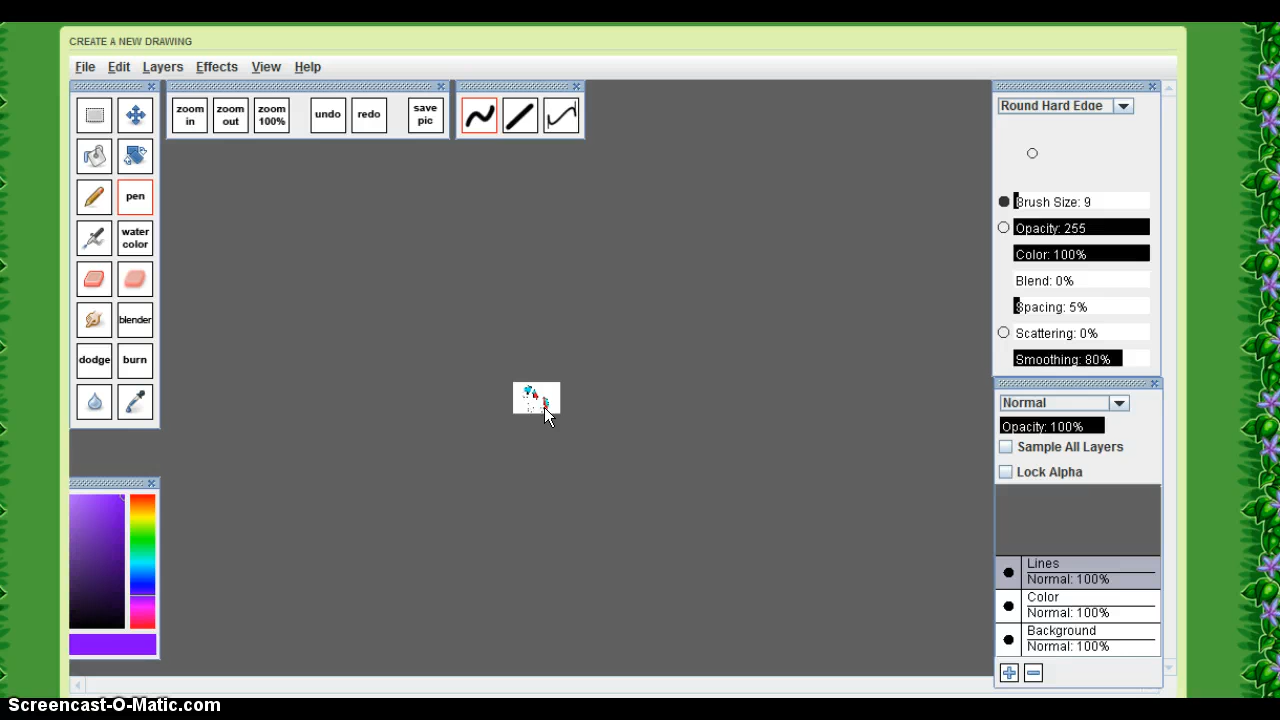 CREATE A NEW DRAWING
File Edit Layers Effects View Help
zoom in
zoom out
zoom 100%
undo
redo
save pic
pen
water color
blender
dodge
burn
Round Hard Edge
Brush Size: 9
Opacity: 255
Color: 100%
Blend: 0%
Spacing: 5%
Scattering: 0%
Smoothing: 80%
Normal
Opacity: 100%
Sample All Layers
Lock Alpha
Lines
Normal: 100%
Color
Normal: 100%
Background
Normal: 100%
Screencast-O-Matic.com